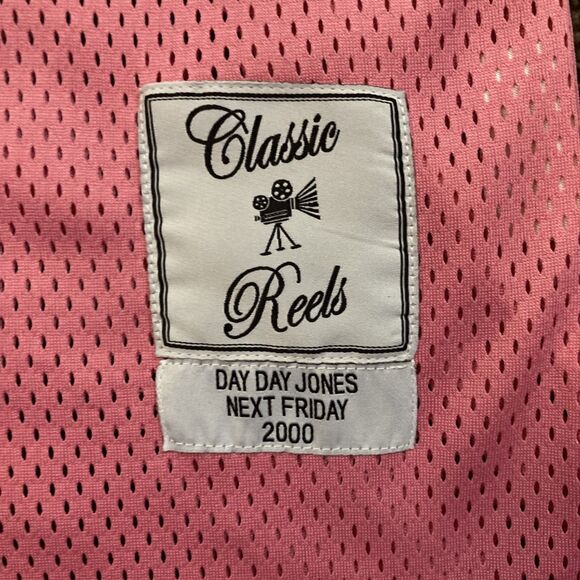 Classic
Reels
DAY DAY JONES
NEXT FRIDAY
2000